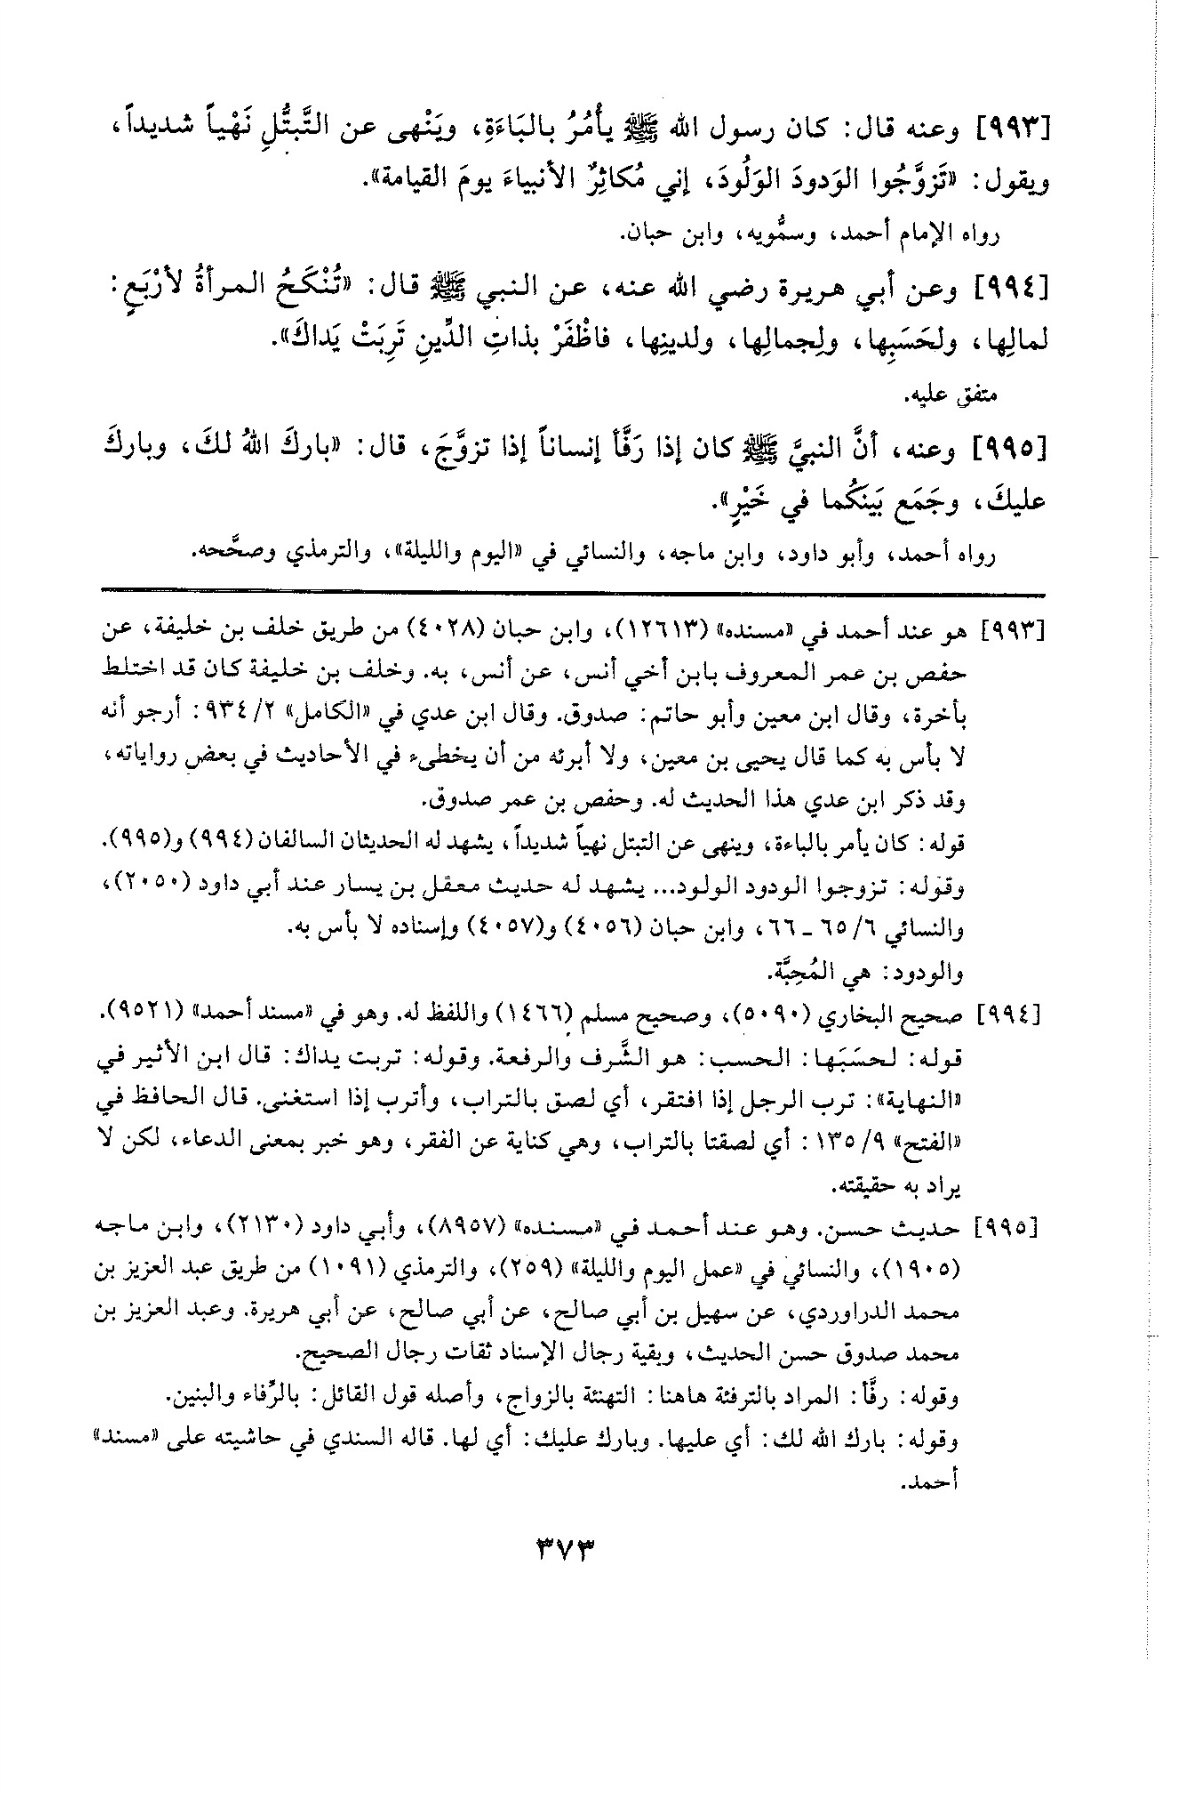 [٩٩٣] وعنه قال: كان رسول الله ﷺ يأمُرُ بالبَاءَةِ، ويَنْهى عن التَّبتُّلِ نَهْياً شديداً،
ويقول: «تَزوَّجُوا الوَدودَ الوَلُودَ، إني مُكاثِرٌ الأنبياءَ يومَ القيامة».
رواه الإمام أحمد، وسمُّويه، وابن حبان.
[٩٩٤] وعن أبي هريرة رضي الله عنه، عن النبي ﷺ قال: «تُنْكَحُ المرأةُ لأرْبَعٍ:
لمالِها، ولحَسَبِها، ولِجمالِها، ولدينِها، فاظْفَرْ بذاتِ الدِّينِ تَرِبَتْ يَداكَ».
متفق عليه.
[٩٩٥] وعنه، أنَّ النبيَّ ﷺ كان إذا رَفَّأ إنساناً إذا تزوَّجَ، قال: «باركَ اللهُ لكَ، وباركَ
عليكَ، وجَمَع بَينَكُما في خَيْرٍ».
رواه أحمد، وأبو داود، وابن ماجه، والنسائي في «اليوم والليلة»، والترمذي وصحَّحه.
[٩٩٣] هو عند أحمد في «مسنده» (١٢٦١٣)، وابن حبان (٤٠٢٨) من طريق خلف بن خليفة، عن
حفص بن عمر المعروف بابن أخي أنس، عن أنس، به. وخلف بن خليفة كان قد اختلط
بأخرة، وقال ابن معين وأبو حاتم: صدوق. وقال ابن عدي في «الكامل» ٩٣٤/٢: أرجو أنه
لا بأس به كما قال يحيى بن معين، ولا أبرئه من أن يخطىء في الأحاديث في بعض رواياته،
وقد ذكر ابن عدي هذا الحديث له. وحفص بن عمر صدوق.
قوله: كان يأمر بالباءة، وينهى عن التبتل نهياً شديداً، يشهد له الحديثان السالفان (٩٩٤) و(٩٩٥).
وقوله: تزوجوا الودود الولود... يشهد له حديث معقل بن يسار عند أبي داود (٢٠٥٠)،
والنسائي ٦٥/٦ ـ ٦٦، وابن حبان (٤٠٥٦) و(٤٠٥٧) وإسناده لا بأس به.
والودود: هي المُحِبَّة.
[٩٩٤] صحيح البخاري (٥٠٩٠)، وصحيح مسلم (١٤٦٦) واللفظ له. وهو في «مسند أحمد» (٩٥٢١).
قوله: لحسَبَها: الحسب: هو الشَّرف والرفعة. وقوله: تربت يداك: قال ابن الأثير في
«النهاية»: ترب الرجل إذا افتقر، أي لصق بالتراب، وأترب إذا استغنى. قال الحافظ في
«الفتح» ١٣٥/٩: أي لصقتا بالتراب، وهي كناية عن الفقر، وهو خبر بمعنى الدعاء، لكن لا
يراد به حقيقته.
[٩٩٥] حديث حسن. وهو عند أحمد في «مسنده» (٨٩٥٧)، وأبي داود (٢١٣٠)، وابن ماجه
(١٩٠٥)، والنسائي في «عمل اليوم والليلة» (٢٥٩)، والترمذي (١٠٩١) من طريق عبد العزيز بن
محمد الدراوردي، عن سهيل بن أبي صالح، عن أبي صالح، عن أبي هريرة. وعبد العزيز بن
محمد صدوق حسن الحديث، وبقية رجال الإسناد ثقات رجال الصحيح.
وقوله: رفَّأ: المراد بالترفئة هاهنا: التهنئة بالزواج، وأصله قول القائل: بالرِّفاء والبنين.
وقوله: بارك الله لك: أي عليها. وبارك عليك: أي لها. قاله السندي في حاشيته على «مسند»
أحمد.
٣٧٣